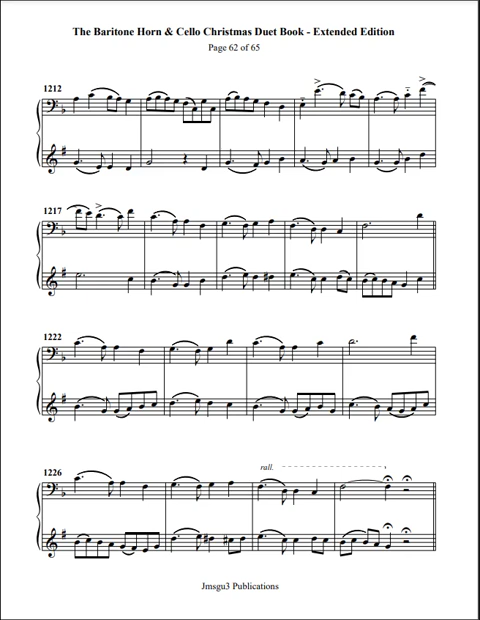 The Baritone Horn & Cello Christmas Duet Book - Extended Edition
Page 62 of 65
1212
1217
1222
1226
rall.
Jmsgu3 Publications